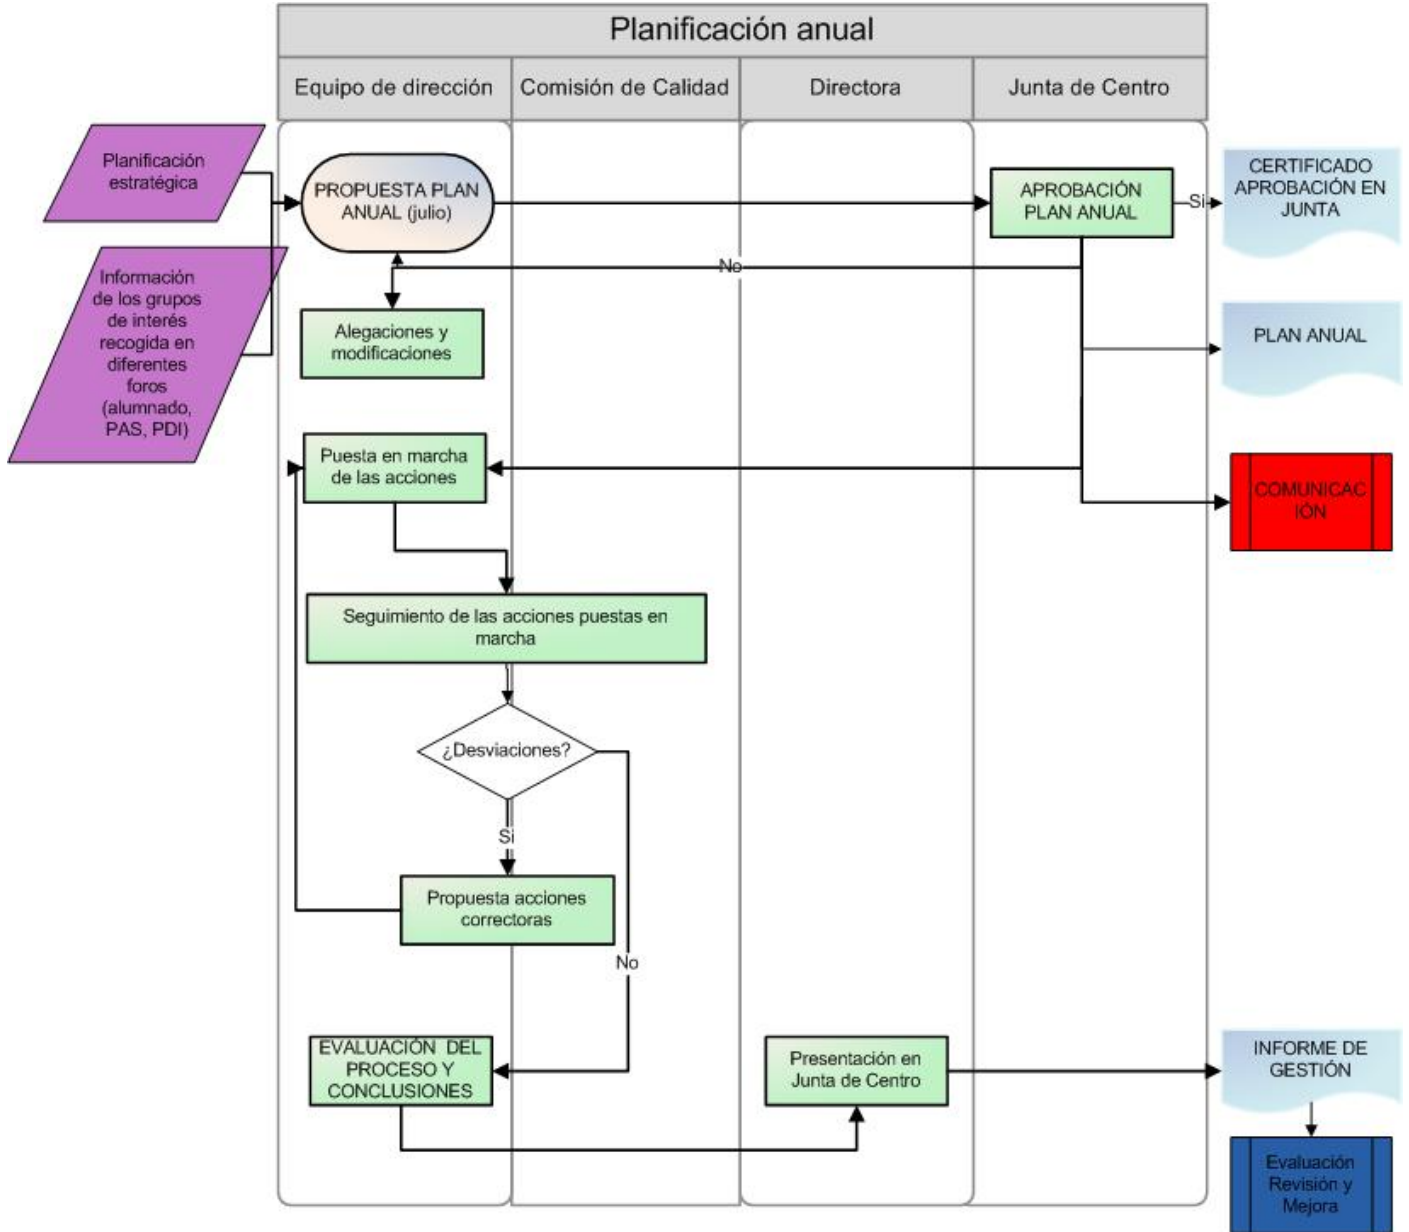 Planificación anual
Equipo de dirección
Comisión de Calidad
Directora
Junta de Centro
Planificación
estratégica
PROPUESTA PLAN
ANUAL (julio)
APROBACIÓN
PLAN ANUAL
Si
CERTIFICADO
APROBACIÓN EN
JUNTA
No
Información
de los grupos
de interés
recogida en
diferentes
foros
(alumnado,
PAS, PDI)
Alegaciones y
modificaciones
PLAN ANUAL
Puesta en marcha
de las acciones
COMUNICAC
IÓN
Seguimiento de las acciones puestas en
marcha
¿Desviaciones?
Si
Propuesta acciones
correctoras
No
EVALUACIÓN DEL
PROCESO Y
CONCLUSIONES
Presentación en
Junta de Centro
INFORME DE
GESTIÓN
Evaluación
Revisión y
Mejora